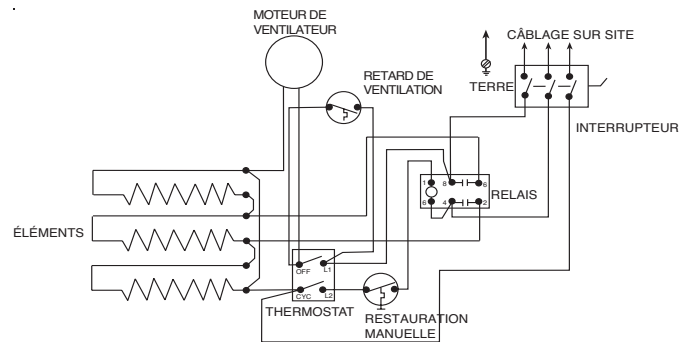 MOTEUR DE
VENTILATEUR
CÂBLAGE SUR SITE
RETARD DE
VENTILATION
TERRE
INTERRUPTEUR
1 8 6
RELAIS
6 4 2
ÉLÉMENTS
OFF L1
CYC L2
THERMOSTAT
RESTAURATION
MANUELLE